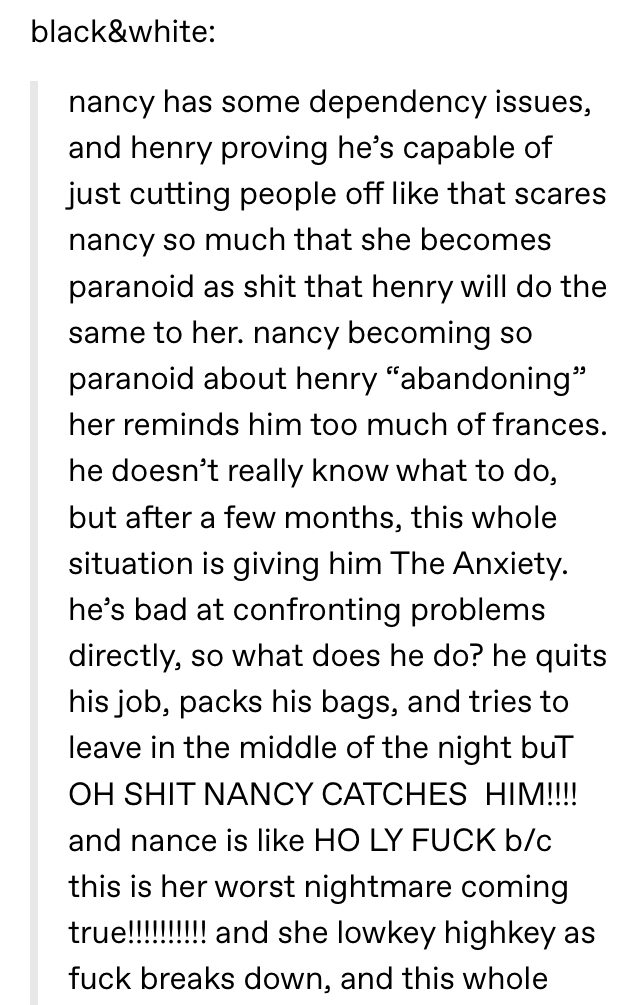 black&white:
nancy has some dependency issues,
and henry proving he’s capable of
just cutting people off like that scares
nancy so much that she becomes
paranoid as shit that henry will do the
same to her. nancy becoming so
paranoid about henry “abandoning”
her reminds him too much of frances.
he doesn’t really know what to do,
but after a few months, this whole
situation is giving him The Anxiety.
he’s bad at confronting problems
directly, so what does he do? he quits
his job, packs his bags, and tries to
leave in the middle of the night buT
OH SHIT NANCY CATCHES  HIM!!!!
and nance is like HO LY FUCK b/c
this is her worst nightmare coming
true!!!!!!!!!! and she lowkey highkey as
fuck breaks down, and this whole